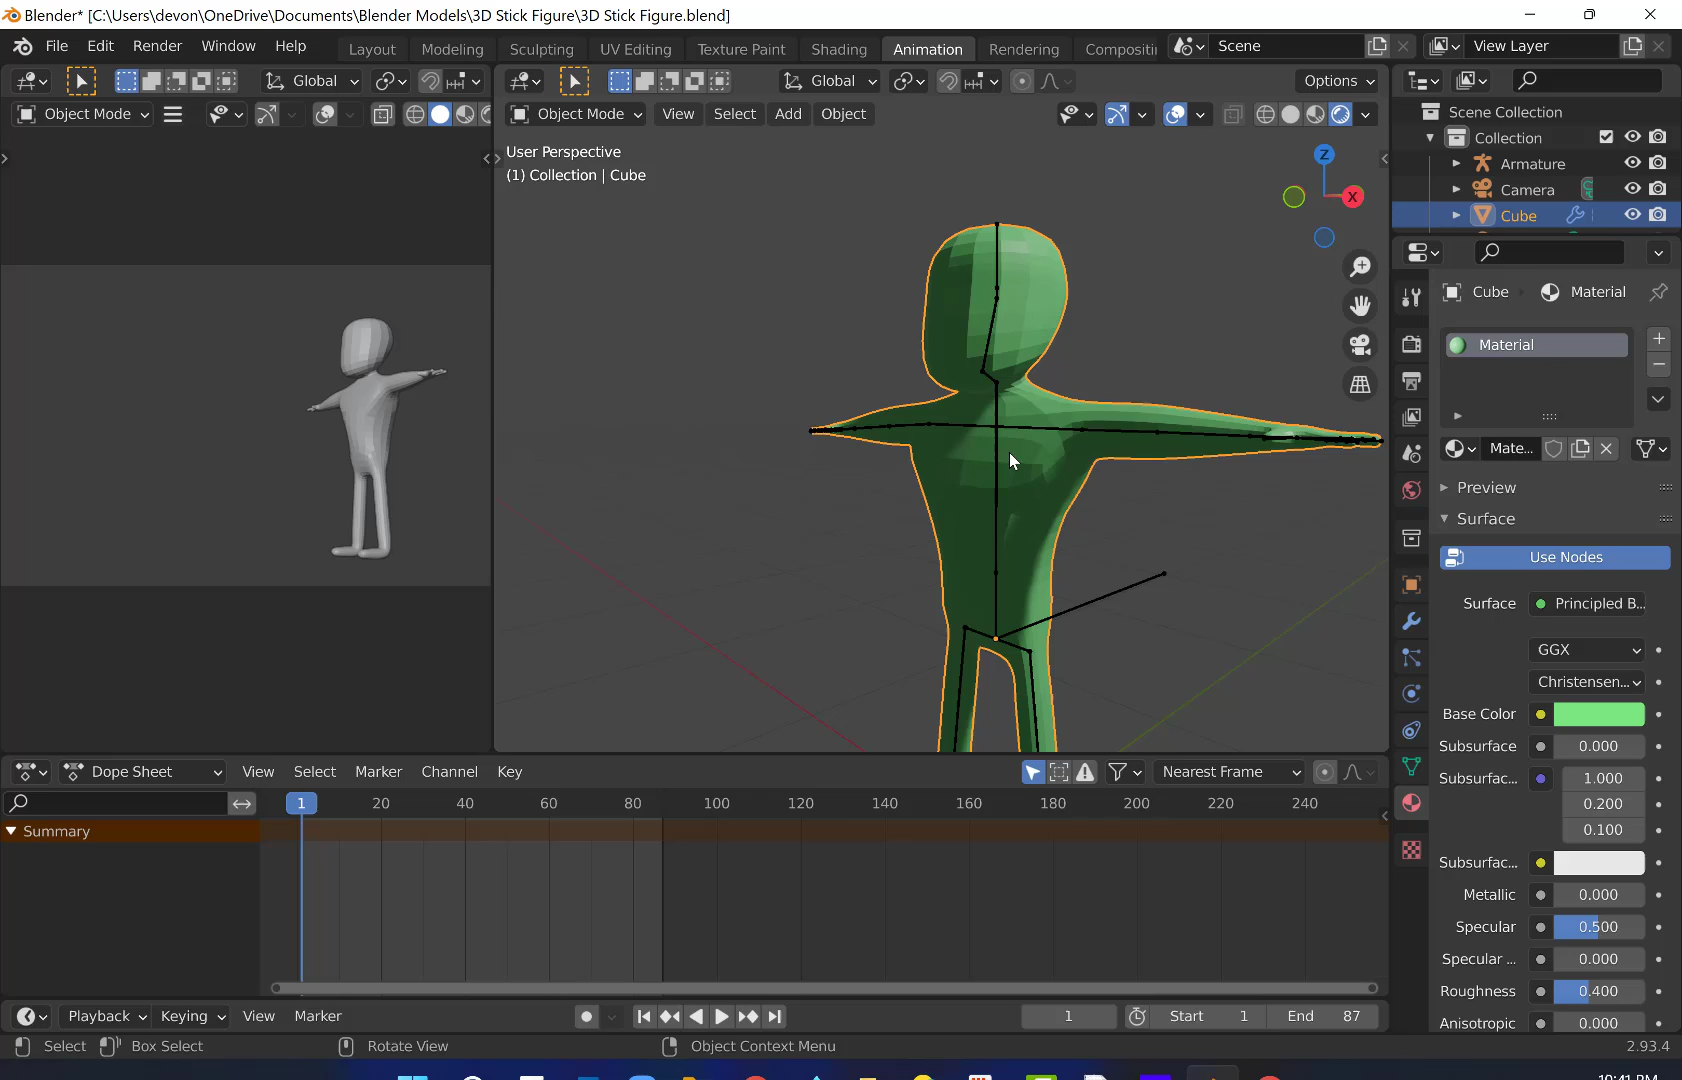 Blender* [C:\Users\devon\OneDrive\Documents\Blender Models\3D Stick Figure\3D Stick Figure.blend]
File Edit Render Window Help
Layout Modeling Sculpting UV Editing Texture Paint Shading Animation Rendering Compositi
Scene
View Layer
Global
Global
Options
Object Mode
Object Mode View Select Add Object
User Perspective
(1) Collection | Cube
Z
X
Scene Collection
Collection
Armature
Camera
Cube
Cube Material
Material
Mate...
Preview
Surface
Use Nodes
Surface Principled B...
GGX
Christensen...
Base Color
Subsurface 0.000
Subsurfac... 1.000
0.200
0.100
Subsurfac...
Metallic 0.000
Specular 0.500
Specular ... 0.000
Roughness 0.400
Anisotropic 0.000
Dope Sheet View Select Marker Channel Key
Nearest Frame
1 20 40 60 80 100 120 140 160 180 200 220 240
Summary
Playback Keying View Marker
1 Start 1 End 87
Select Box Select Rotate View Object Context Menu
2.93.4
10:41 PM